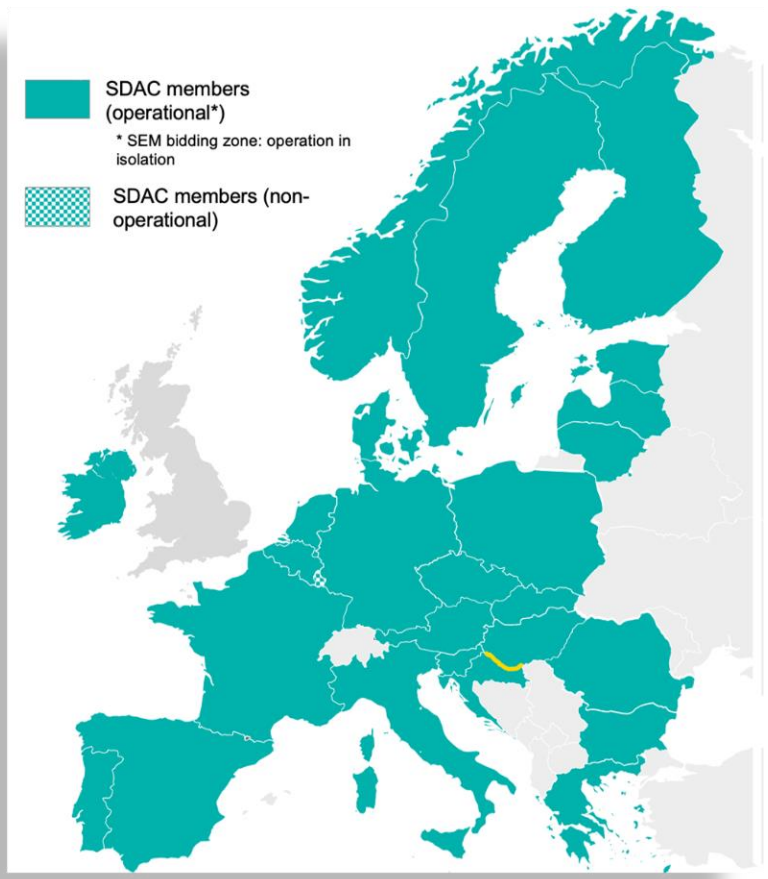 SDAC members
(operational*)
* SEM bidding zone: operation in
isolation
SDAC members (non-
operational)